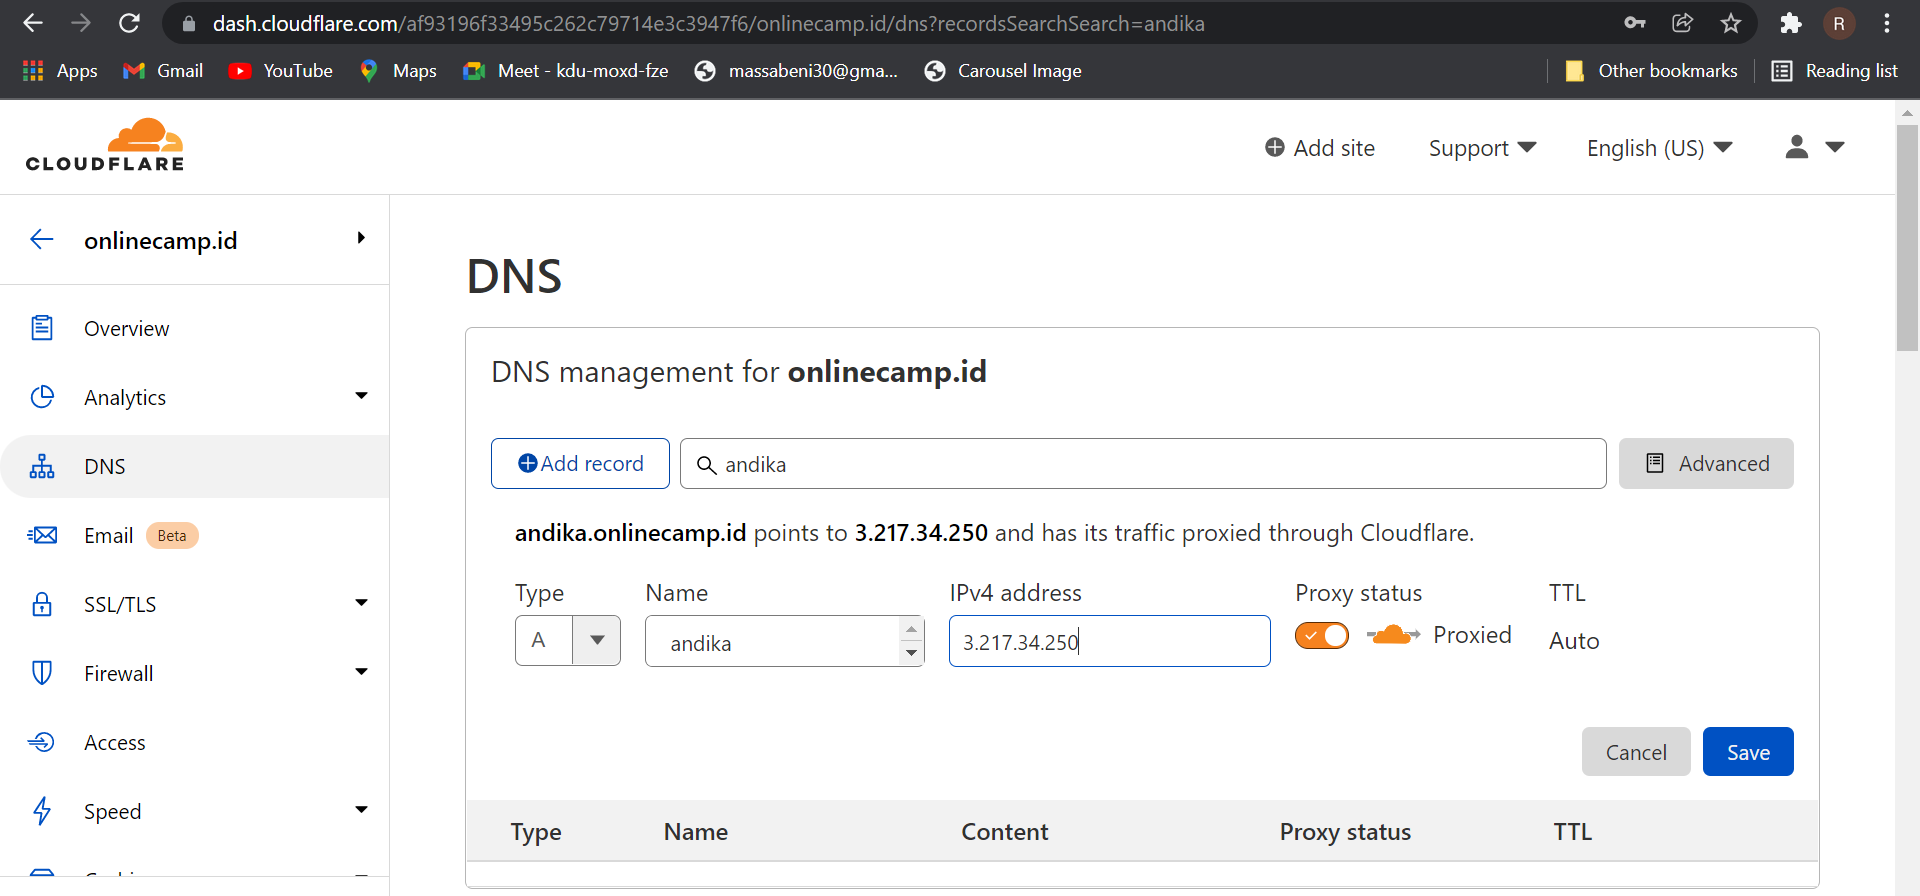 dash.cloudflare.com/af93196f33495c262c79714e3c3947f6/onlinecamp.id/dns?recordsSearchSearch=andika
R
Apps Gmail YouTube Maps Meet - kdu-moxd-fze massabeni30@gma... Carousel Image Other bookmarks Reading list
CLOUDFLARE
Add site Support English (US)
onlinecamp.id
Overview
Analytics
DNS
Email Beta
SSL/TLS
Firewall
Access
Speed
DNS
DNS management for onlinecamp.id
Add record andika Advanced
andika.onlinecamp.id points to 3.217.34.250 and has its traffic proxied through Cloudflare.
Type Name IPv4 address Proxy status TTL
A andika 3.217.34.250 Proxied Auto
Cancel Save
Type Name Content Proxy status TTL